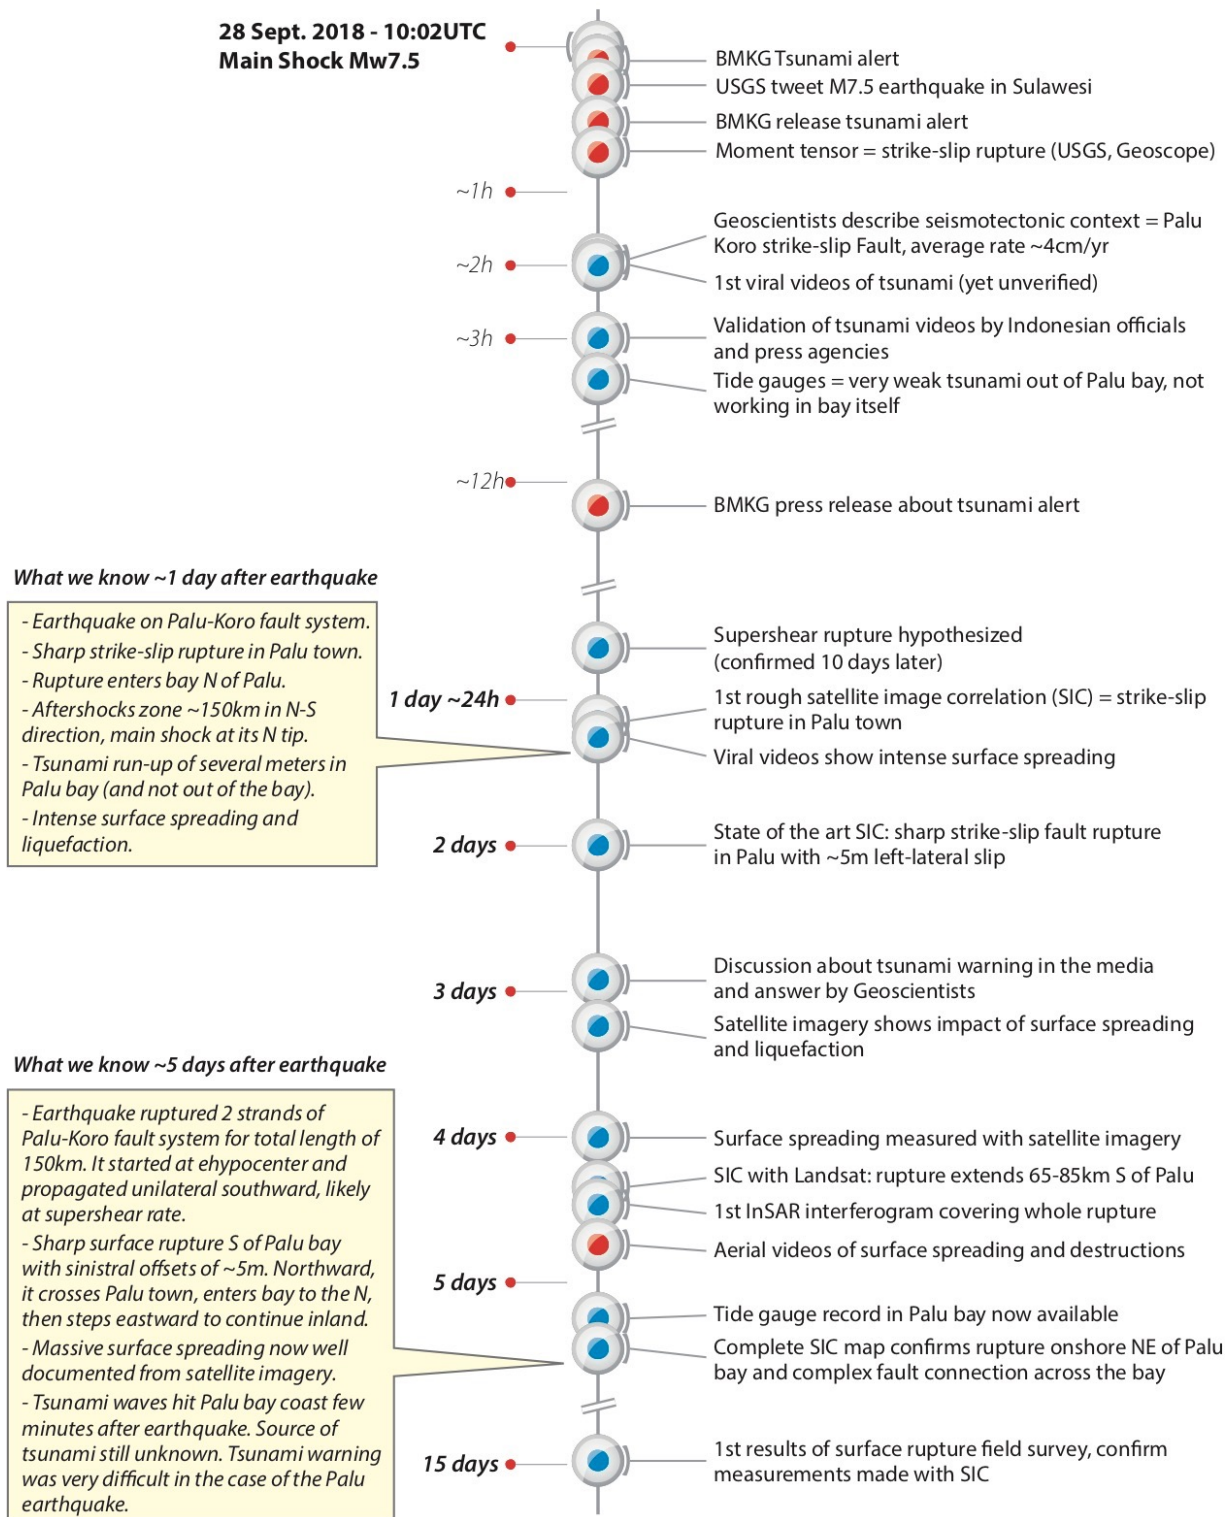 28 Sept. 2018 - 10:02UTC
Main Shock Mw7.5
BMKG Tsunami alert
USGS tweet M7.5 earthquake in Sulawesi
BMKG release tsunami alert
Moment tensor = strike-slip rupture (USGS, Geoscope)
~1h
Geoscientists describe seismotectonic context = Palu
Koro strike-slip Fault, average rate ~4cm/yr
~2h
1st viral videos of tsunami (yet unverified)
~3h
Validation of tsunami videos by Indonesian officials
and press agencies
Tide gauges = very weak tsunami out of Palu bay, not
working in bay itself
~12h
BMKG press release about tsunami alert
What we know ~1 day after earthquake
- Earthquake on Palu-Koro fault system.
- Sharp strike-slip rupture in Palu town.
- Rupture enters bay N of Palu.
- Aftershocks zone ~150km in N-S
direction, main shock at its N tip.
- Tsunami run-up of several meters in
Palu bay (and not out of the bay).
- Intense surface spreading and
liquefaction.
Supershear rupture hypothesized
(confirmed 10 days later)
1 day ~24h
1st rough satellite image correlation (SIC) = strike-slip
rupture in Palu town
Viral videos show intense surface spreading
2 days
State of the art SIC: sharp strike-slip fault rupture
in Palu with ~5m left-lateral slip
3 days
Discussion about tsunami warning in the media
and answer by Geoscientists
Satellite imagery shows impact of surface spreading
and liquefaction
What we know ~5 days after earthquake
- Earthquake ruptured 2 strands of
Palu-Koro fault system for total length of
150km. It started at ehypocenter and
propagated unilateral southward, likely
at supershear rate.
- Sharp surface rupture S of Palu bay
with sinistral offsets of ~5m. Northward,
it crosses Palu town, enters bay to the N,
then steps eastward to continue inland.
- Massive surface spreading now well
documented from satellite imagery.
- Tsunami waves hit Palu bay coast few
minutes after earthquake. Source of
tsunami still unknown. Tsunami warning
was very difficult in the case of the Palu
earthquake.
4 days
Surface spreading measured with satellite imagery
SIC with Landsat: rupture extends 65-85km S of Palu
1st InSAR interferogram covering whole rupture
Aerial videos of surface spreading and destructions
5 days
Tide gauge record in Palu bay now available
Complete SIC map confirms rupture onshore NE of Palu
bay and complex fault connection across the bay
15 days
1st results of surface rupture field survey, confirm
measurements made with SIC